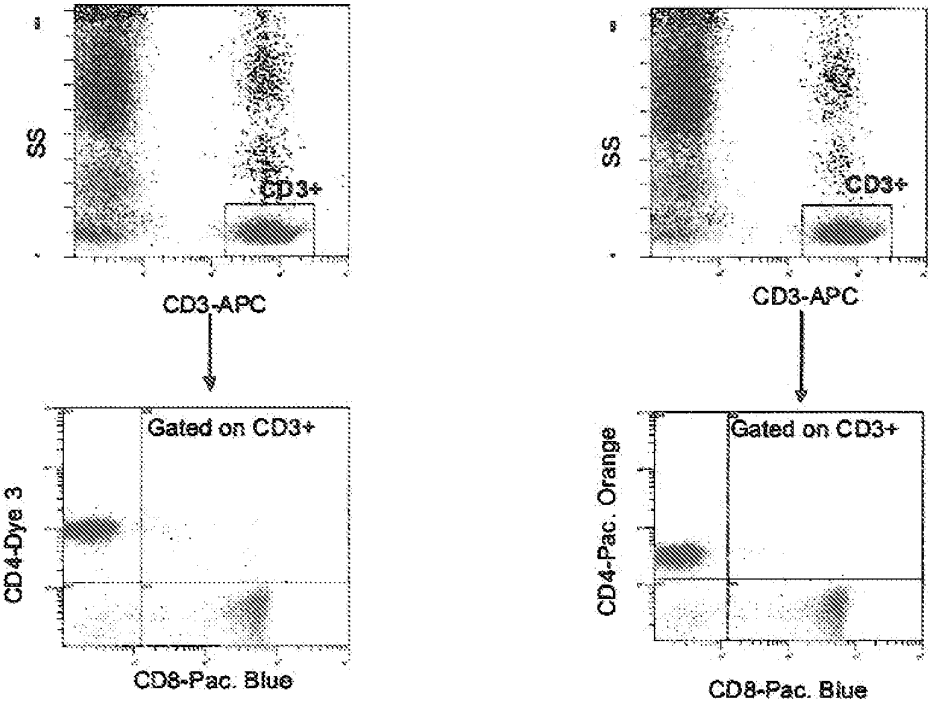 SS
CD3+
CD3-APC
SS
CD3+
CD3-APC
Gated on CD3+
CD4-Dye 3
CD8-Pac. Blue
Gated on CD3+
CD4-Pac. Orange
CD8-Pac. Blue